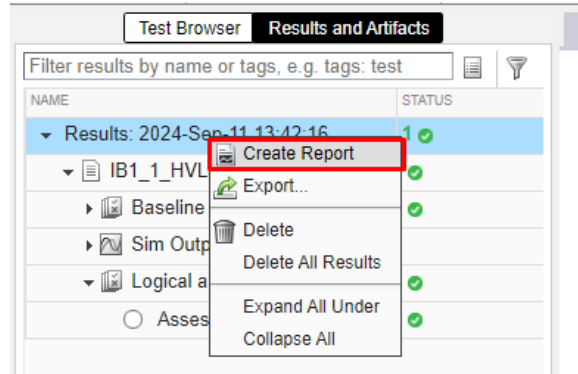 Test Browser Results and Artifacts
Filter results by name or tags, e.g. tags: test
NAME STATUS
Results: 2024-Sep-11 13:42:16 1
Create Report
IB1_1_HVL
Export...
Baseline
Delete
Sim Outp
Delete All Results
Logical a
Expand All Under
Asses
Collapse All